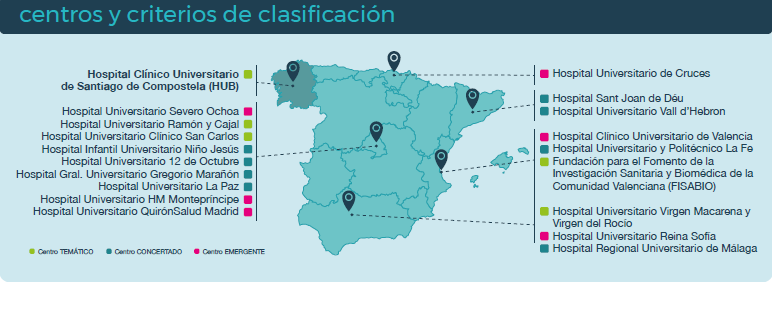 centros y criterios de clasificación
Hospital Clínico Universitario
de Santiago de Compostela (HUB)
Hospital Universitario Severo Ochoa
Hospital Universitario Ramón y Cajal
Hospital Universitario Clínico San Carlos
Hospital Infantil Universitario Niño Jesús
Hospital Universitario 12 de Octubre
Hospital Gral. Universitario Gregorio Marañón
Hospital Universitario La Paz
Hospital Universitario HM Montepríncipe
Hospital Universitario QuirónSalud Madrid
Centro TEMÁTICO
Centro CONCERTADO
Centro EMERGENTE
Hospital Universitario de Cruces
Hospital Sant Joan de Déu
Hospital Universitario Vall d'Hebron
Hospital Clínico Universitario de Valencia
Hospital Universitario y Politécnico La Fe
Fundación para el Fomento de la
Investigación Sanitaria y Biomédica de la
Comunidad Valenciana (FISABIO)
Hospital Universitario Virgen Macarena y
Virgen del Rocío
Hospital Universitario Reina Sofía
Hospital Regional Universitario de Málaga